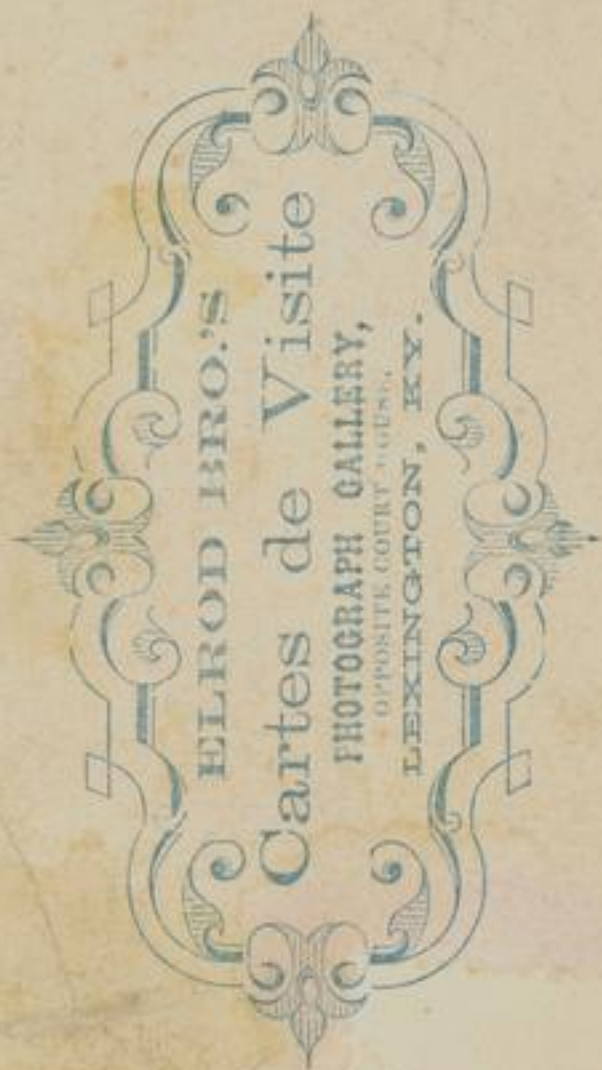 ELROD BRO.'S
Cartes de Visite
PHOTOGRAPH GALLERY,
OPPOSITE COURT HOUSE,
LEXINGTON, KY.